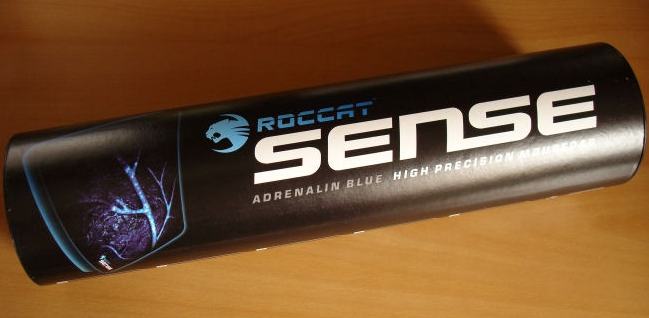 ROCCAT
SENSE
ADRENALIN BLUE HIGH PRECISION MOUSEPAD